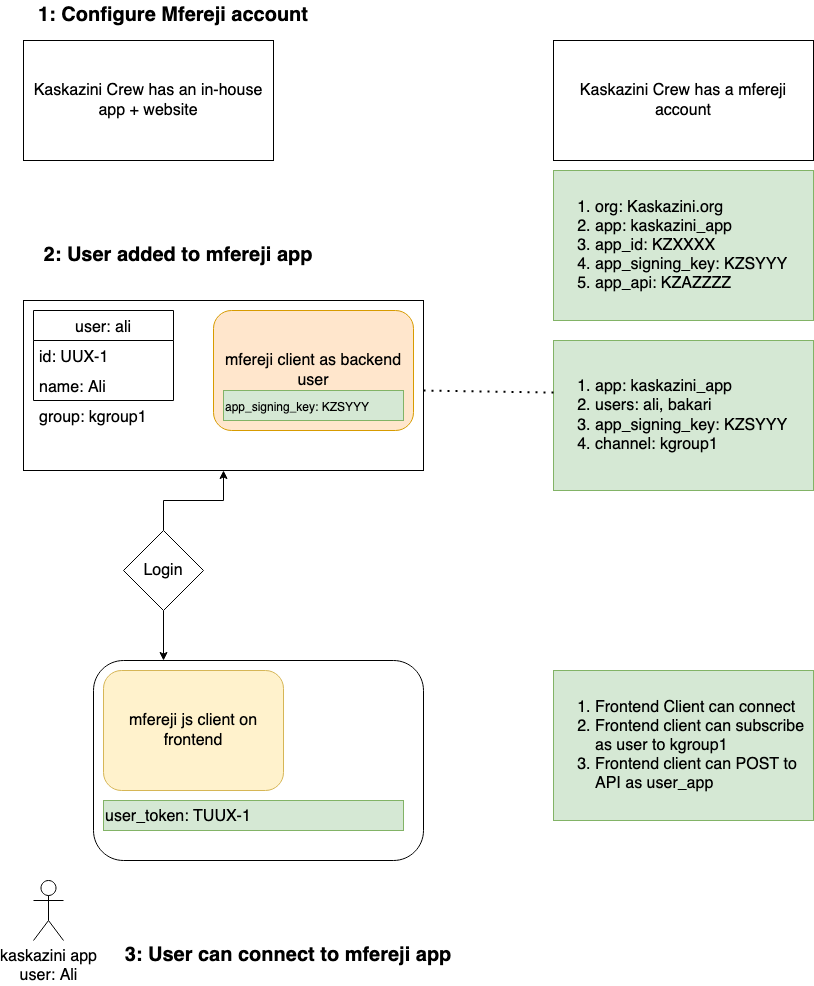 1: Configure Mfereji account
Kaskazini Crew has an in-house
app + website
Kaskazini Crew has a mfereji
account
1. org: Kaskazini.org
2. app: kaskazini_app
3. app_id: KZXXXX
4. app_signing_key: KZSYYY
5. app_api: KZAZZZZ
2: User added to mfereji app
user: ali
id: UUX-1
name: Ali
group: kgroup1
mfereji client as backend
user
app_signing_key: KZSYYY
1. app: kaskazini_app
2. users: ali, bakari
3. app_signing_key: KZSYYY
4. channel: kgroup1
Login
mfereji js client on
frontend
user_token: TUUX-1
1. Frontend Client can connect
2. Frontend client can subscribe
as user to kgroup1
3. Frontend client can POST to
API as user_app
kaskazini app
user: Ali
3: User can connect to mfereji app